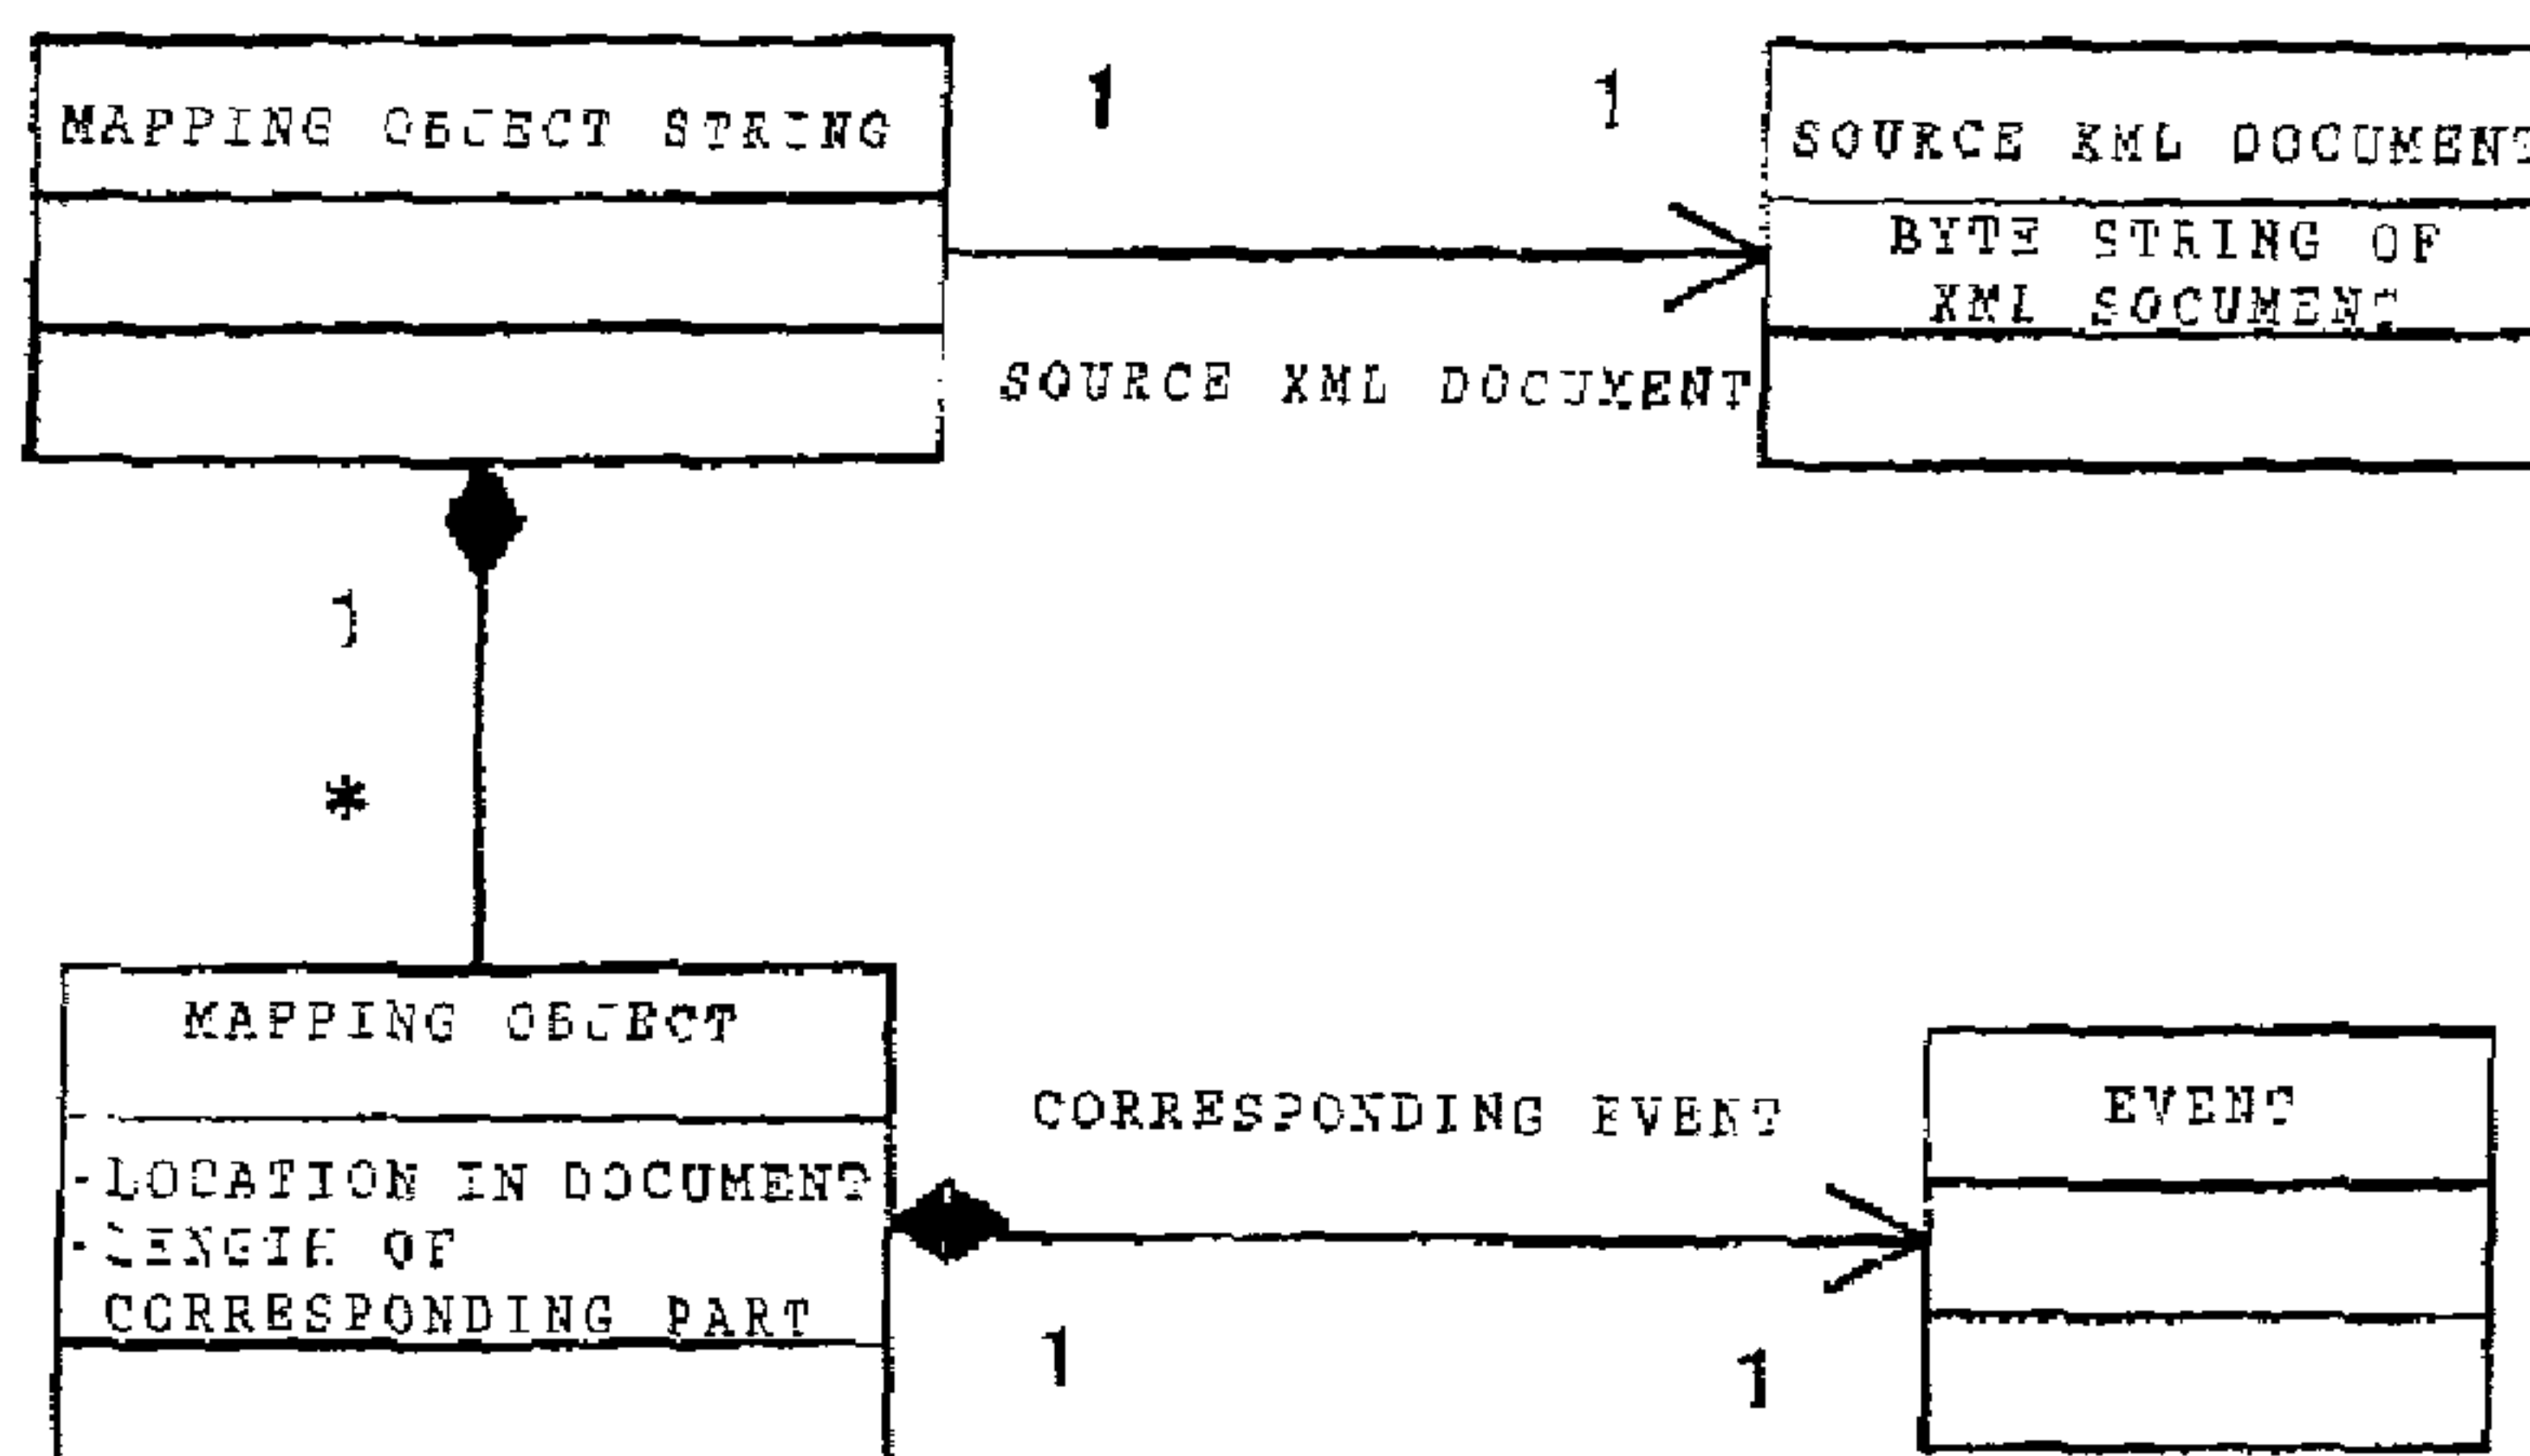 MAPPING OBJECT STRING
1
1
SOURCE XML DOCUMENT
BYTE STRING OF
XML SOCUMENT
SOURCE XML DOCUMENT
1
*
MAPPING OBJECT
-LOCATION IN DOCUMENT
-LENGTH OF
CORRESPONDING PART
CORRESPONDING EVENT
EVENT
1
1